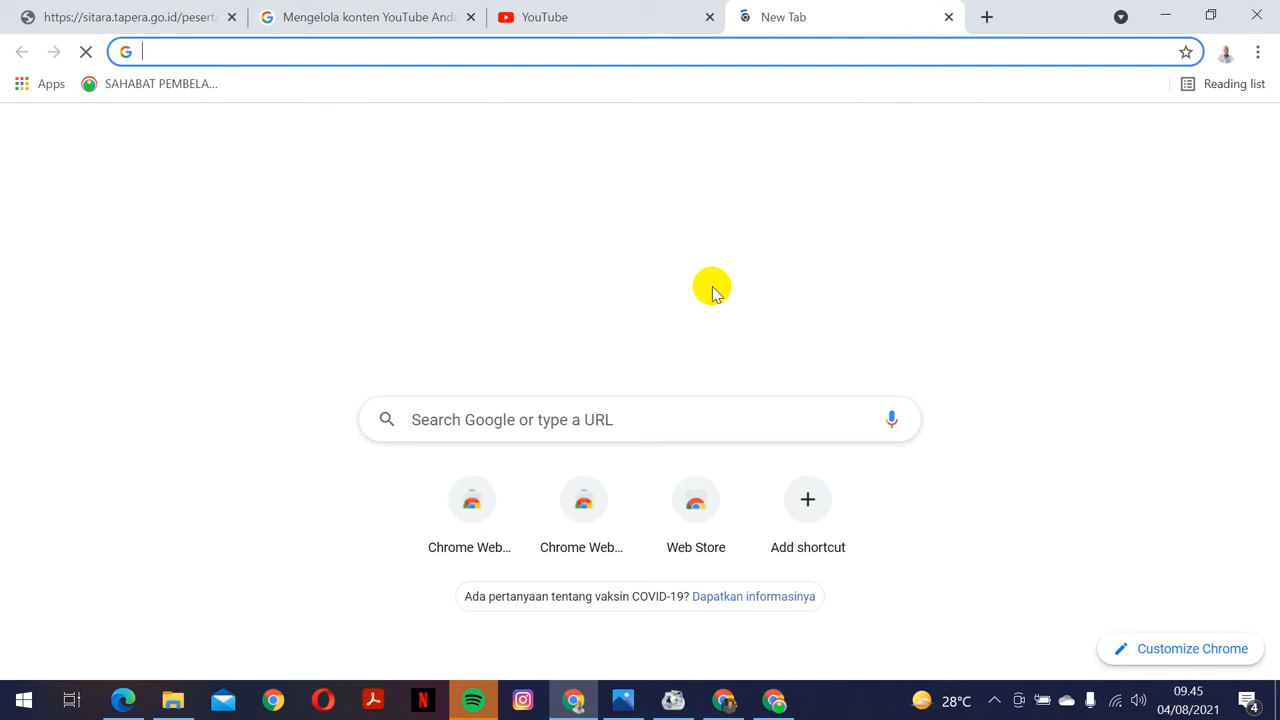 https://sitara.tapera.go.id/pesert
Mengelola konten YouTube Anda
YouTube
New Tab
Apps
SAHABAT PEMBELA...
Reading list
Search Google or type a URL
Chrome Web...
Chrome Web...
Web Store
Add shortcut
Ada pertanyaan tentang vaksin COVID-19? Dapatkan informasinya
Customize Chrome
28°C
09.45
04/08/2021
4